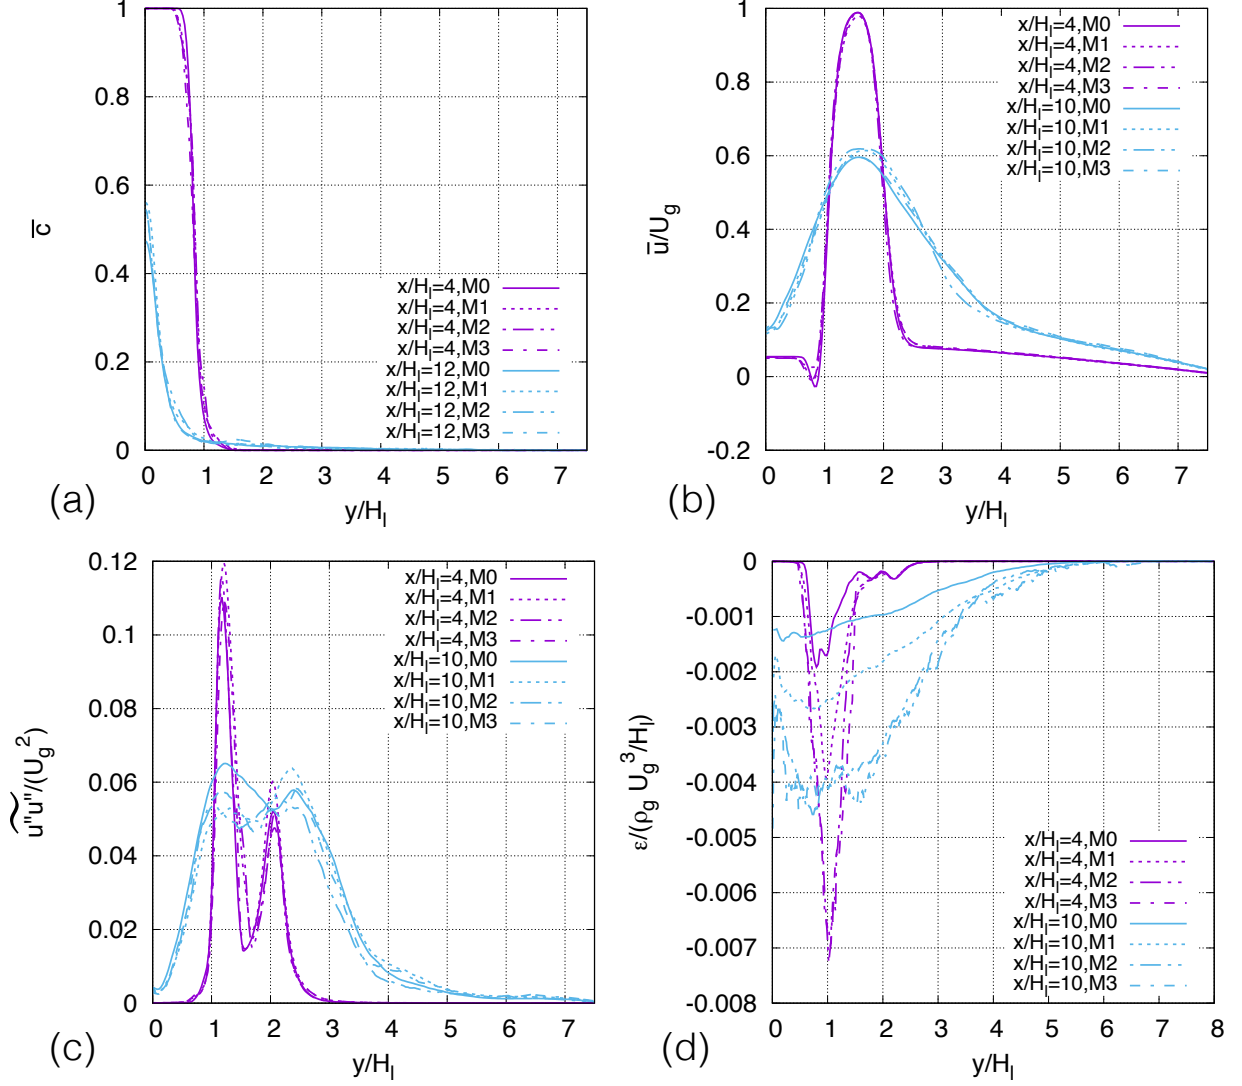 1
0.8
0.6
0.4
0.2
0
0 1 2 3 4 5 6 7
c̅
y/H_l
x/H_l=4,M0
x/H_l=4,M1
x/H_l=4,M2
x/H_l=4,M3
x/H_l=12,M0
x/H_l=12,M1
x/H_l=12,M2
x/H_l=12,M3
(a)
1
0.8
0.6
0.4
0.2
0
-0.2
0 1 2 3 4 5 6 7
u̅/U_g
y/H_l
x/H_l=4,M0
x/H_l=4,M1
x/H_l=4,M2
x/H_l=4,M3
x/H_l=10,M0
x/H_l=10,M1
x/H_l=10,M2
x/H_l=10,M3
(b)
0.12
0.1
0.08
0.06
0.04
0.02
0
0 1 2 3 4 5 6 7
u"u"/(U_g^2)
y/H_l
x/H_l=4,M0
x/H_l=4,M1
x/H_l=4,M2
x/H_l=4,M3
x/H_l=10,M0
x/H_l=10,M1
x/H_l=10,M2
x/H_l=10,M3
(c)
0
-0.001
-0.002
-0.003
-0.004
-0.005
-0.006
-0.007
-0.008
0 1 2 3 4 5 6 7 8
ε/(ρ_g U_g^3/H_l)
y/H_l
x/H_l=4,M0
x/H_l=4,M1
x/H_l=4,M2
x/H_l=4,M3
x/H_l=10,M0
x/H_l=10,M1
x/H_l=10,M2
x/H_l=10,M3
(d)